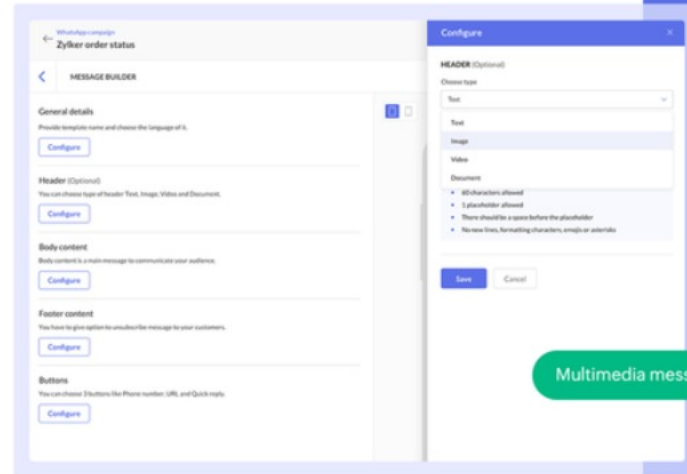 WhatsApp campaign
Zylker order status
MESSAGE BUILDER
General details
Provide template name and choose the language of it.
Configure
Header (Optional)
You can choose type of header Text, Image, Video and Document.
Configure
Body content
Body content is a main message to communicate your audience.
Configure
Footer content
You have to give option to unsubscribe message to your customers.
Configure
Buttons
You can choose 3 buttons like Phone number, URL and Quick reply.
Configure
Configure
HEADER (Optional)
Choose type
Text
Text
Image
Video
Document
60 characters allowed
1 placeholder allowed
There should be a space before the placeholder
No new lines, formatting characters, emojis or asterisks
Save Cancel
Multimedia mess